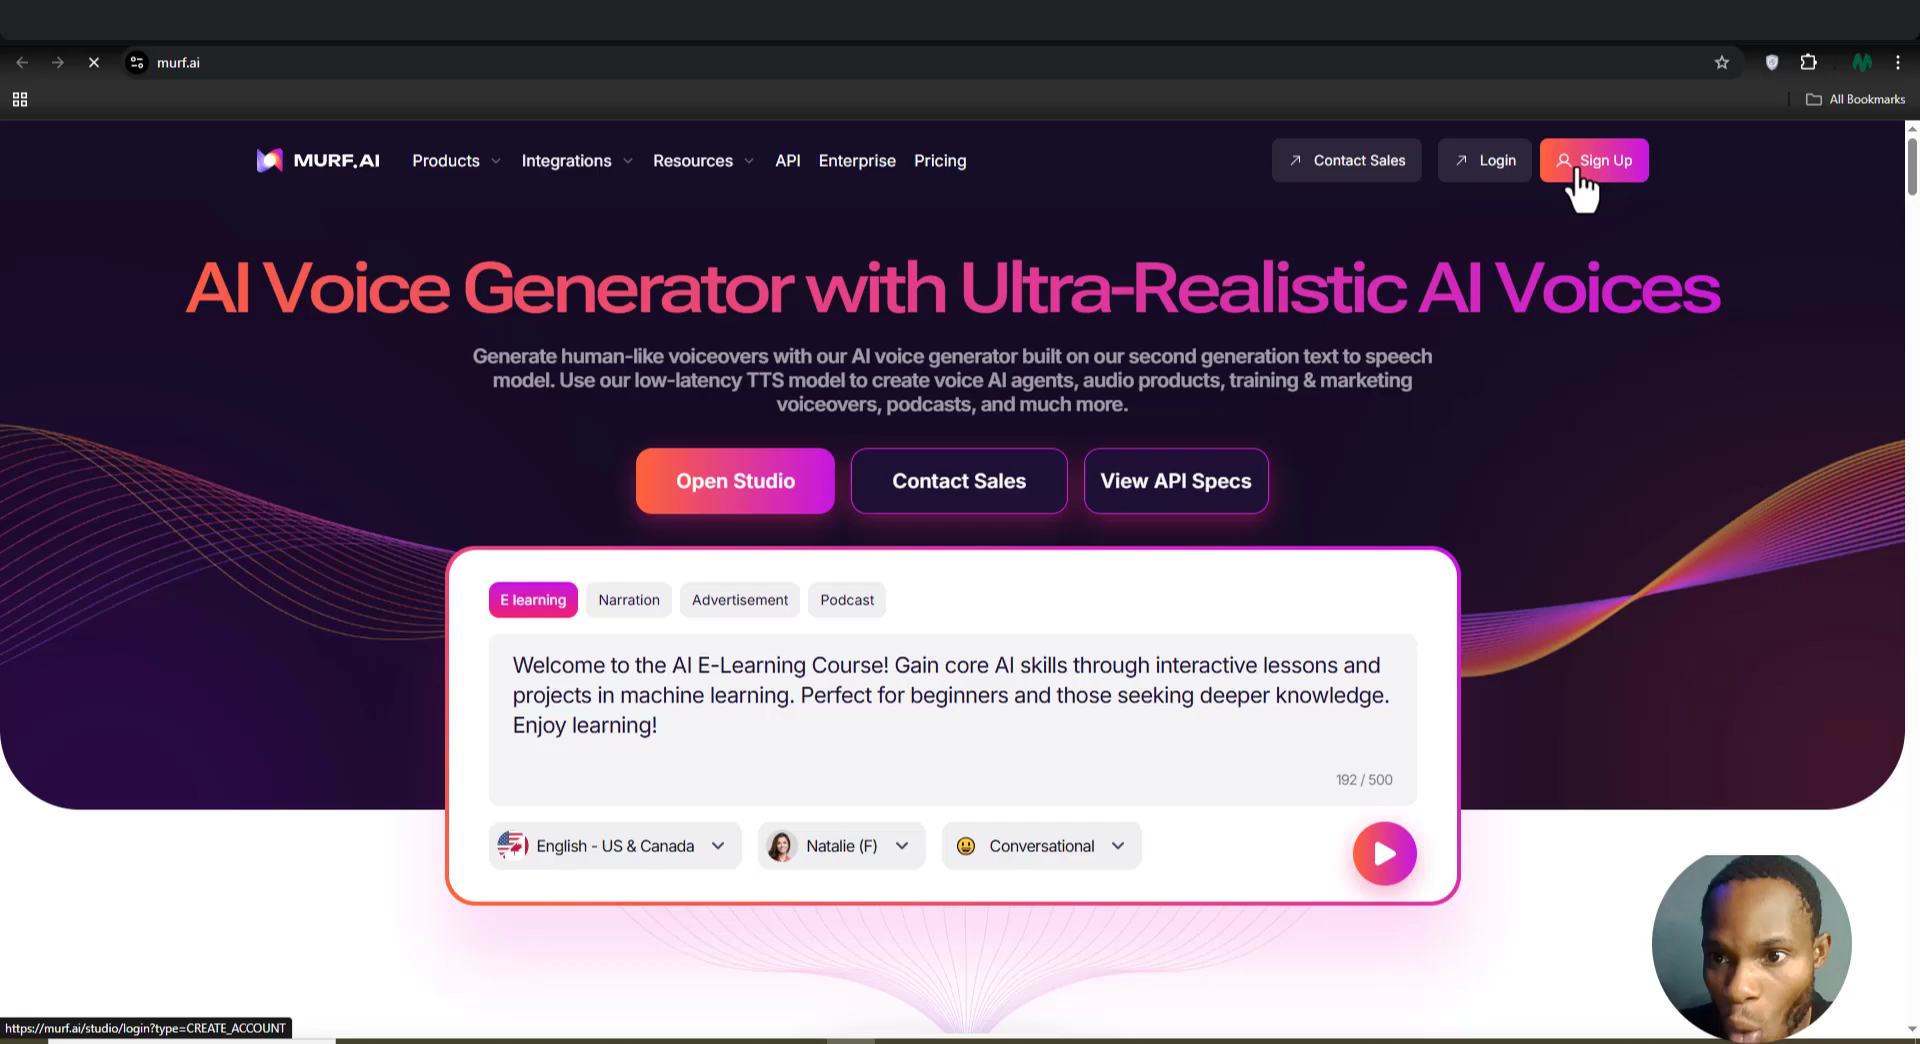 murf.ai
All Bookmarks
MURF.AI
Products
Integrations
Resources
API
Enterprise
Pricing
Contact Sales
Login
Sign Up
AI Voice Generator with Ultra-Realistic AI Voices
Generate human-like voiceovers with our AI voice generator built on our second generation text to speech
model. Use our low-latency TTS model to create voice AI agents, audio products, training & marketing
voiceovers, podcasts, and much more.
Open Studio
Contact Sales
View API Specs
E learning
Narration
Advertisement
Podcast
Welcome to the AI E-Learning Course! Gain core AI skills through interactive lessons and
projects in machine learning. Perfect for beginners and those seeking deeper knowledge.
Enjoy learning!
192 / 500
English - US & Canada
Natalie (F)
Conversational
https://murf.ai/studio/login?type=CREATE_ACCOUNT